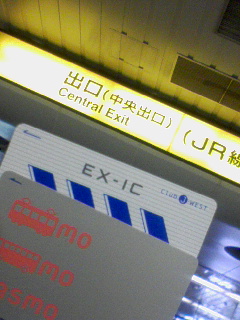 出口(中央出口)
Central Exit
(JR線
EX-IC
Club J WEST
mo
mo
asmo